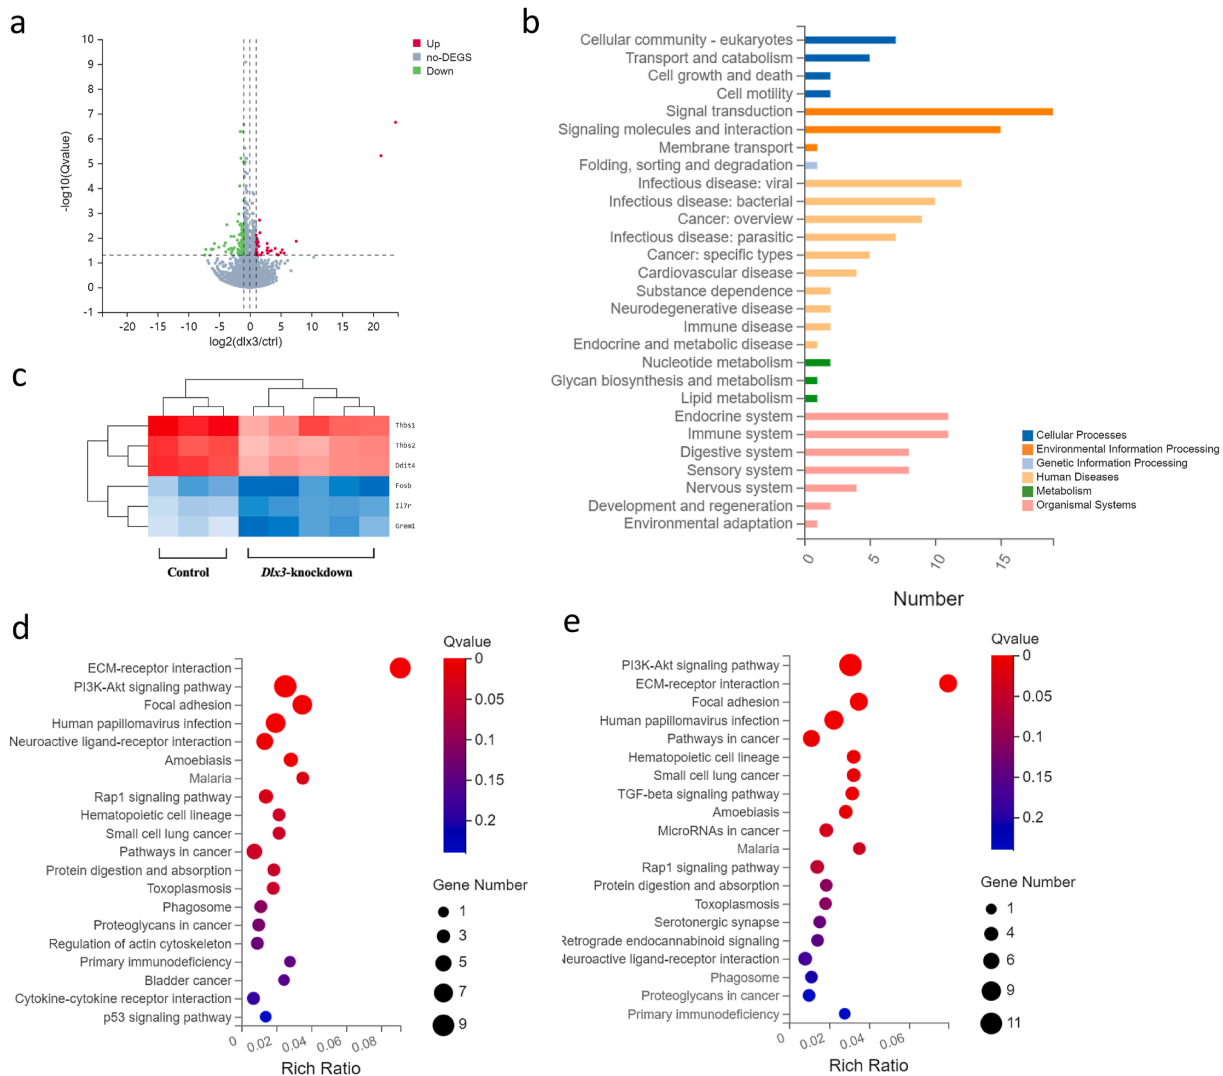 a
10
9
8
7
6
5
4
3
2
1
0
-1
-log10(Qvalue)
-20
-15
-10
-5
0
5
10
15
20
log2(dlx3/ctrl)
Up
no-DEGS
Down
b
Cellular community - eukaryotes
Transport and catabolism
Cell growth and death
Cell motility
Signal transduction
Signaling molecules and interaction
Membrane transport
Folding, sorting and degradation
Infectious disease: viral
Infectious disease: bacterial
Cancer: overview
Infectious disease: parasitic
Cancer: specific types
Cardiovascular disease
Substance dependence
Neurodegenerative disease
Immune disease
Endocrine and metabolic disease
Nucleotide metabolism
Glycan biosynthesis and metabolism
Lipid metabolism
Endocrine system
Immune system
Digestive system
Sensory system
Nervous system
Development and regeneration
Environmental adaptation
0
5
10
15
Number
Cellular Processes
Environmental Information Processing
Genetic Information Processing
Human Diseases
Metabolism
Organismal Systems
c
Thbs1
Thbs2
Ddit4
Fosb
Il7r
Grem1
Control
Dlx3-knockdown
d
ECM-receptor interaction
PI3K-Akt signaling pathway
Focal adhesion
Human papillomavirus infection
Neuroactive ligand-receptor interaction
Amoebiasis
Malaria
Rap1 signaling pathway
Hematopoietic cell lineage
Small cell lung cancer
Pathways in cancer
Protein digestion and absorption
Toxoplasmosis
Phagosome
Proteoglycans in cancer
Regulation of actin cytoskeleton
Primary immunodeficiency
Bladder cancer
Cytokine-cytokine receptor interaction
p53 signaling pathway
0
0.02
0.04
0.06
0.08
Rich Ratio
Qvalue
0
0.05
0.1
0.15
0.2
Gene Number
1
3
5
7
9
e
PI3K-Akt signaling pathway
ECM-receptor interaction
Focal adhesion
Human papillomavirus infection
Pathways in cancer
Hematopoietic cell lineage
Small cell lung cancer
TGF-beta signaling pathway
Amoebiasis
MicroRNAs in cancer
Malaria
Rap1 signaling pathway
Protein digestion and absorption
Toxoplasmosis
Serotonergic synapse
Retrograde endocannabinoid signaling
Neuroactive ligand-receptor interaction
Phagosome
Proteoglycans in cancer
Primary immunodeficiency
0
0.02
0.04
0.06
Rich Ratio
Qvalue
0
0.05
0.1
0.15
0.2
Gene Number
1
4
6
9
11